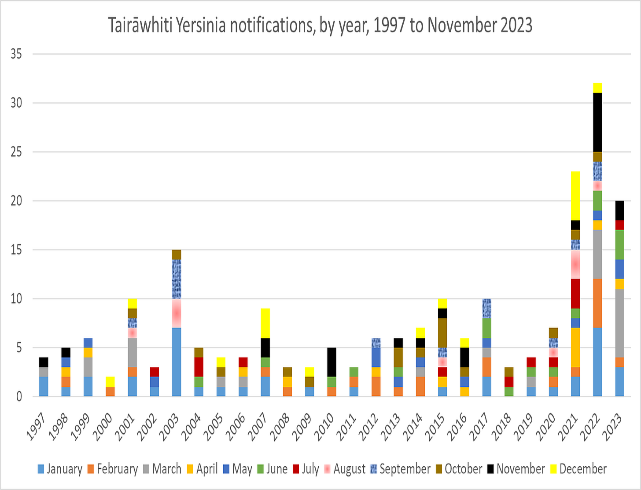 Tairāwhiti Yersinia notifications, by year, 1997 to November 2023
35
30
25
20
15
10
5
0
1997 1998 1999 2000 2001 2002 2003 2004 2005 2006 2007 2008 2009 2010 2011 2012 2013 2014 2015 2016 2017 2018 2019 2020 2021 2022 2023
January February March April May June July August September October November December